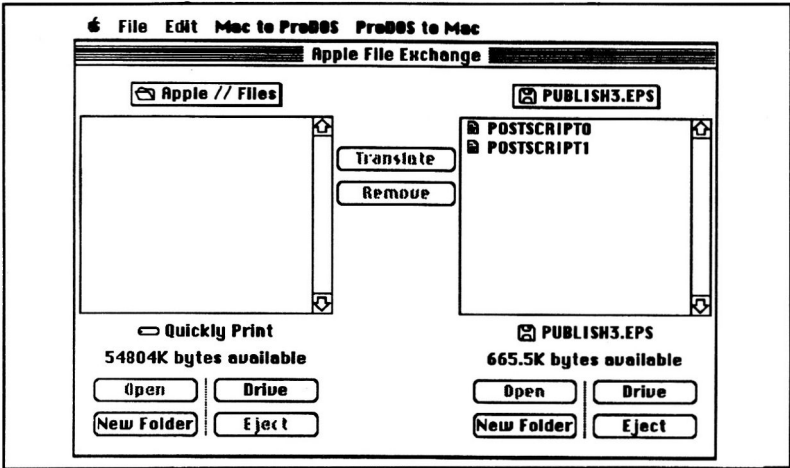 File Edit Mac to ProDOS ProDOS to Mac
Apple File Exchange
Apple // Files
PUBLISH3.EPS
POSTSCRIPT0
POSTSCRIPT1
Translate
Remove
Quickly Print
54804K bytes available
PUBLISH3.EPS
665.5K bytes available
Open Drive
New Folder Eject
Open Drive
New Folder Eject